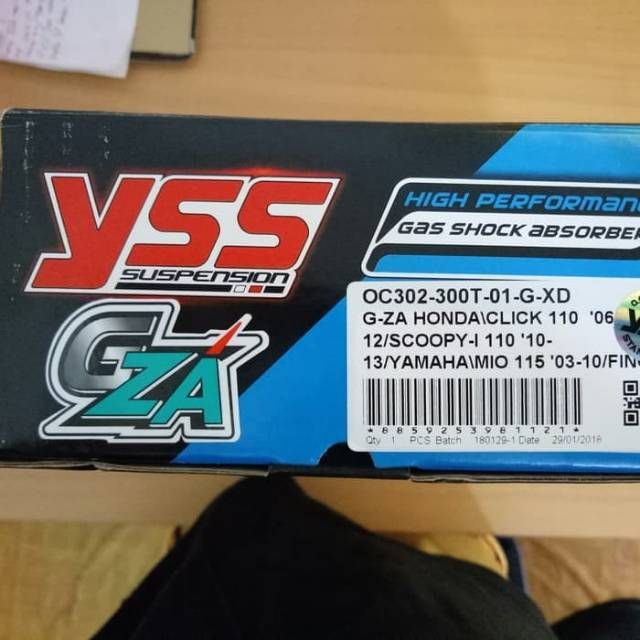 YSS
SUSPENSION
GZA
HIGH PERFORMAN
GAS SHOCK ABSORBER
OC302-300T-01-G-XD
G-ZA HONDA\CLICK 110 '06
12/SCOOPY-I 110 '10-
13/YAMAHA\MIO 115 '03-10/FINO
*8859253981121*
Qty 1 PCS Batch 180129-1 Date 29/01/2018